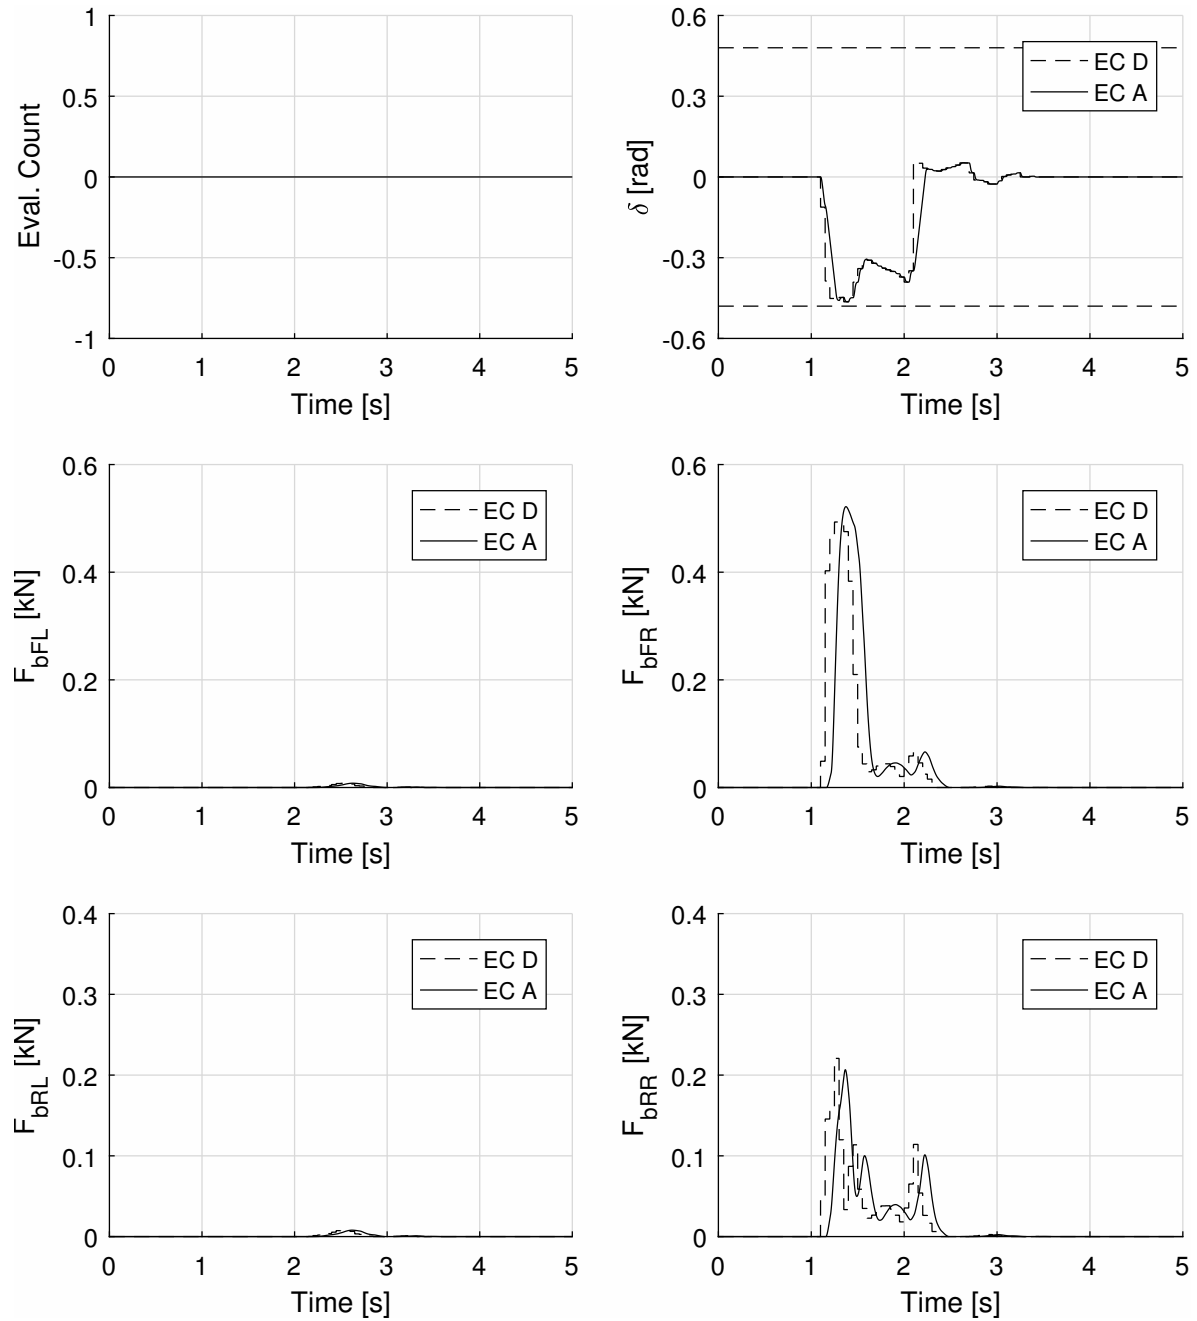 Eval. Count
1
0.5
0
-0.5
-1
0 1 2 3 4 5
Time [s]
δ [rad]
0.6
0.3
0
-0.3
-0.6
EC D
EC A
0 1 2 3 4 5
Time [s]
F_bFL [kN]
0.6
0.4
0.2
0
EC D
EC A
0 1 2 3 4 5
Time [s]
F_bFR [kN]
0.6
0.4
0.2
0
EC D
EC A
0 1 2 3 4 5
Time [s]
F_bRL [kN]
0.4
0.3
0.2
0.1
0
EC D
EC A
0 1 2 3 4 5
Time [s]
F_bRR [kN]
0.4
0.3
0.2
0.1
0
EC D
EC A
0 1 2 3 4 5
Time [s]